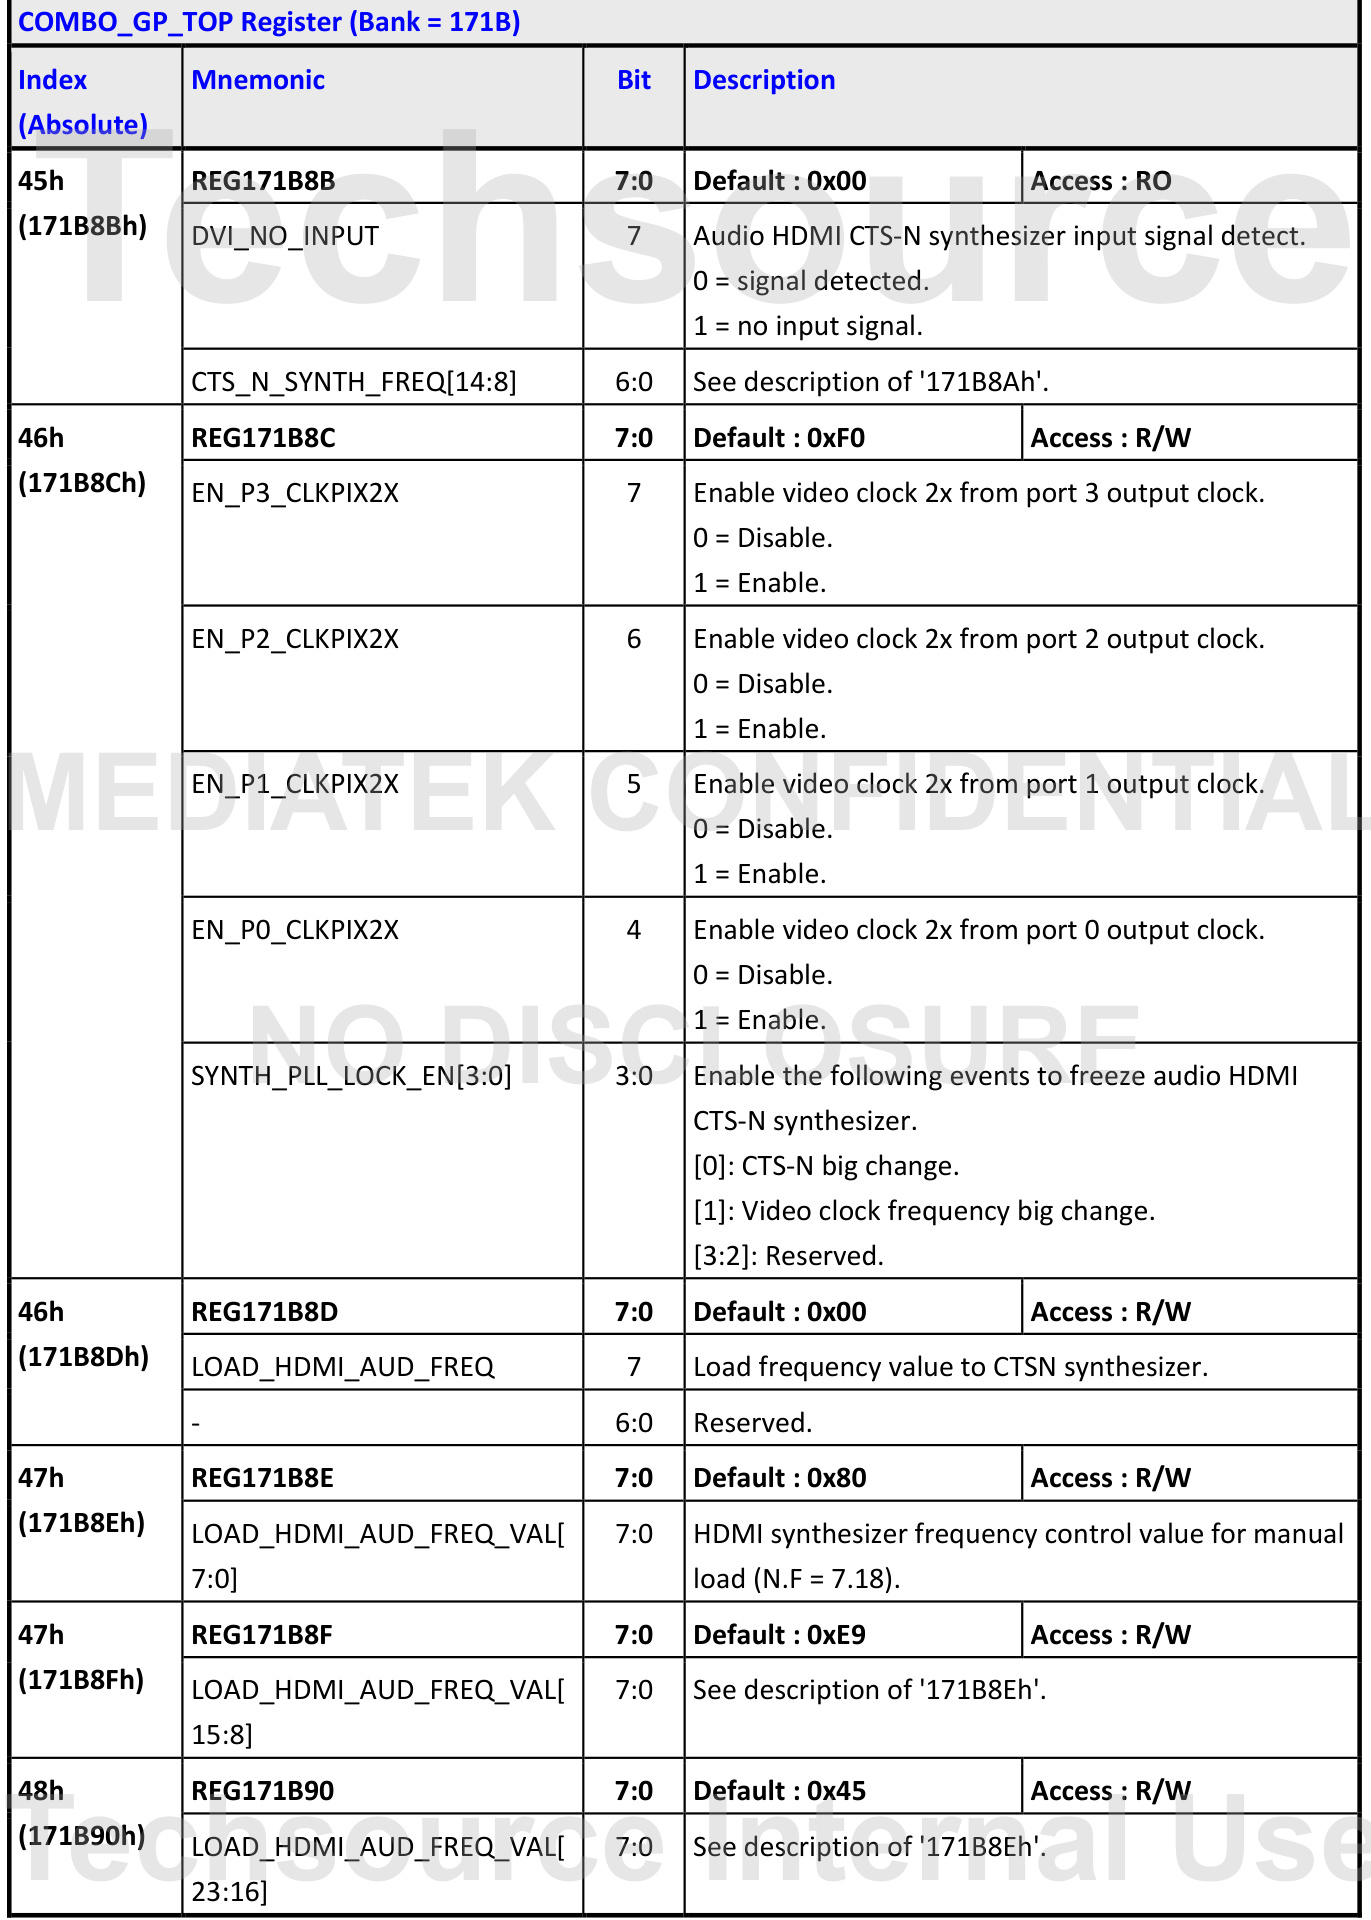 COMBO_GP_TOP Register (Bank = 171B)
Index (Absolute) Mnemonic Bit Description
45h (171B8Bh) REG171B8B 7:0 Default : 0x00 Access : RO
DVI_NO_INPUT 7 Audio HDMI CTS-N synthesizer input signal detect.
0 = signal detected.
1 = no input signal.
CTS_N_SYNTH_FREQ[14:8] 6:0 See description of '171B8Ah'.
46h (171B8Ch) REG171B8C 7:0 Default : 0xF0 Access : R/W
EN_P3_CLKPIX2X 7 Enable video clock 2x from port 3 output clock.
0 = Disable.
1 = Enable.
EN_P2_CLKPIX2X 6 Enable video clock 2x from port 2 output clock.
0 = Disable.
1 = Enable.
EN_P1_CLKPIX2X 5 Enable video clock 2x from port 1 output clock.
0 = Disable.
1 = Enable.
EN_P0_CLKPIX2X 4 Enable video clock 2x from port 0 output clock.
0 = Disable.
1 = Enable.
SYNTH_PLL_LOCK_EN[3:0] 3:0 Enable the following events to freeze audio HDMI
CTS-N synthesizer.
[0]: CTS-N big change.
[1]: Video clock frequency big change.
[3:2]: Reserved.
46h (171B8Dh) REG171B8D 7:0 Default : 0x00 Access : R/W
LOAD_HDMI_AUD_FREQ 7 Load frequency value to CTSN synthesizer.
- 6:0 Reserved.
47h (171B8Eh) REG171B8E 7:0 Default : 0x80 Access : R/W
LOAD_HDMI_AUD_FREQ_VAL[ 7:0 HDMI synthesizer frequency control value for manual
7:0] load (N.F = 7.18).
47h (171B8Fh) REG171B8F 7:0 Default : 0xE9 Access : R/W
LOAD_HDMI_AUD_FREQ_VAL[ 7:0 See description of '171B8Eh'.
15:8]
48h (171B90h) REG171B90 7:0 Default : 0x45 Access : R/W
LOAD_HDMI_AUD_FREQ_VAL[ 7:0 See description of '171B8Eh'.
23:16]
Techsource
MEDIATEK CONFIDENTIAL
NO DISCLOSURE
Techsource Internal Use